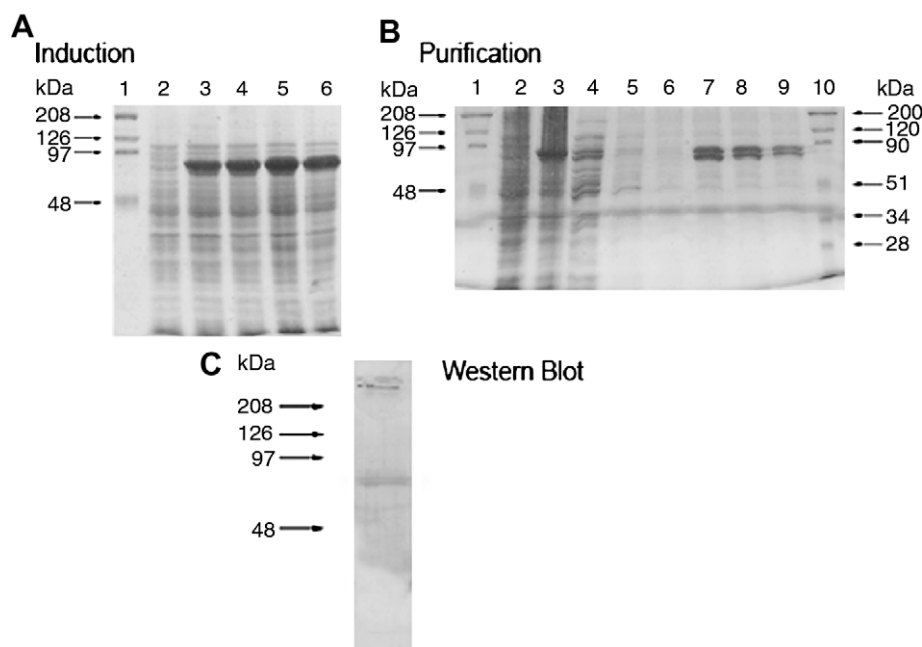 A
Induction
kDa
1 2 3 4 5 6
208
126
97
48
B
Purification
kDa
1 2 3 4 5 6 7 8 9 10
kDa
208
126
97
48
200
120
90
51
34
28
C
kDa
Western Blot
208
126
97
48